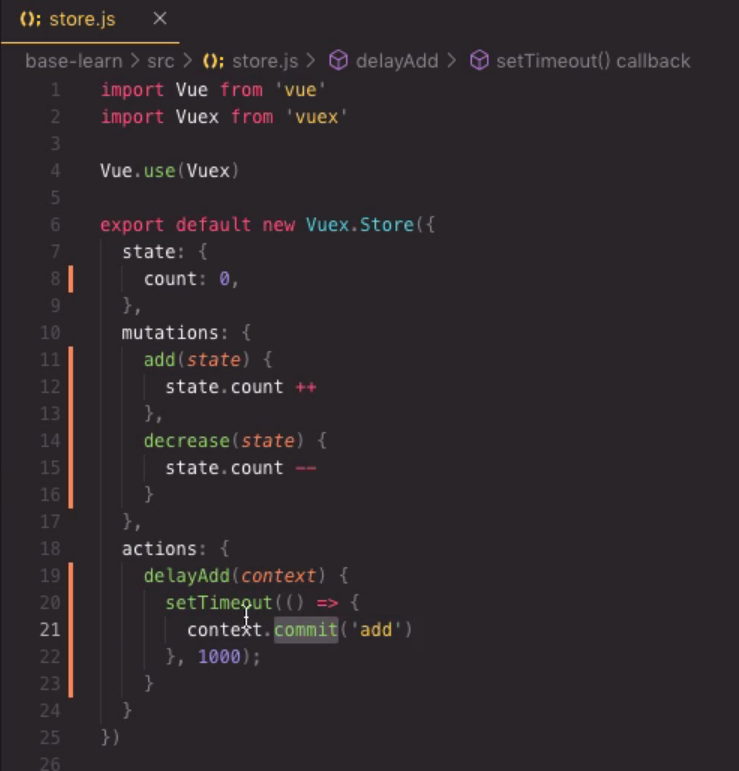 (); store.js ×
base-learn > src > (); store.js > delayAdd > setTimeout() callback
1 import Vue from 'vue'
2 import Vuex from 'vuex'
3
4 Vue.use(Vuex)
5
6 export default new Vuex.Store({
7 state: {
8 count: 0,
9 },
10 mutations: {
11 add(state) {
12 state.count ++
13 },
14 decrease(state) {
15 state.count --
16 }
17 },
18 actions: {
19 delayAdd(context) {
20 setTimeout(() => {
21 context.commit('add')
22 }, 1000);
23 }
24 }
25 })
26